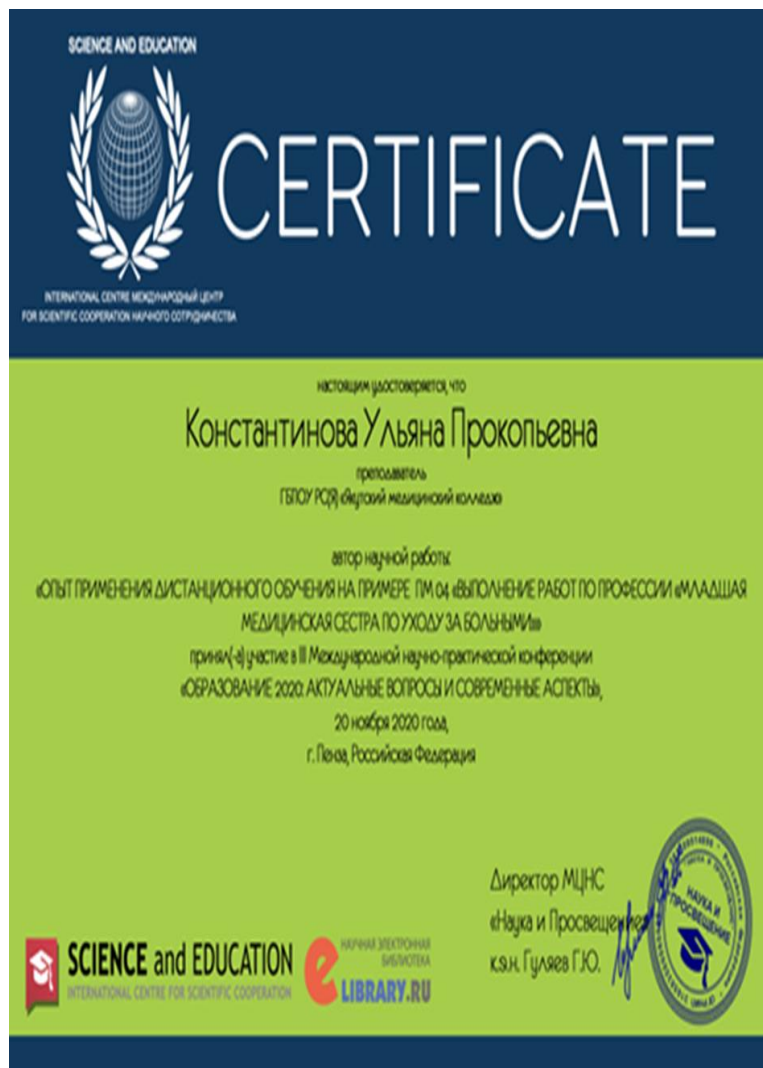 SCIENCE AND EDUCATION
CERTIFICATE
INTERNATIONAL CENTRE МЕЖДУНАРОДНЫЙ ЦЕНТР
FOR SCIENTIFIC COOPERATION НАУЧНОГО СОТРУДНИЧЕСТВА
настоящим удостоверяется, что
Константинова Ульяна Прокопьевна
преподаватель
ГБПОУ РС(Я) «Якутский медицинский колледж»
автор научной работы:
«ОПЫТ ПРИМЕНЕНИЯ ДИСТАНЦИОННОГО ОБУЧЕНИЯ НА ПРИМЕРЕ ПМ 04 «ВЫПОЛНЕНИЕ РАБОТ ПО ПРОФЕССИИ «МЛАДШАЯ
МЕДИЦИНСКАЯ СЕСТРА ПО УХОДУ ЗА БОЛЬНЫМИ»»
принял(-а) участие в III Международной научно-практической конференции
«ОБРАЗОВАНИЕ 2020: АКТУАЛЬНЫЕ ВОПРОСЫ И СОВРЕМЕННЫЕ АСПЕКТЫ»,
20 ноября 2020 года,
г. Пенза, Российская Федерация
Директор МЦНС
«Наука и Просвещение»
к.э.н. Гуляев Г.Ю.
НАУКА И
ПРОСВЕЩЕНИЕ
SCIENCE and EDUCATION
INTERNATIONAL CENTRE FOR SCIENTIFIC COOPERATION
НАУЧНАЯ ЭЛЕКТРОННАЯ
БИБЛИОТЕКА
eLIBRARY.RU